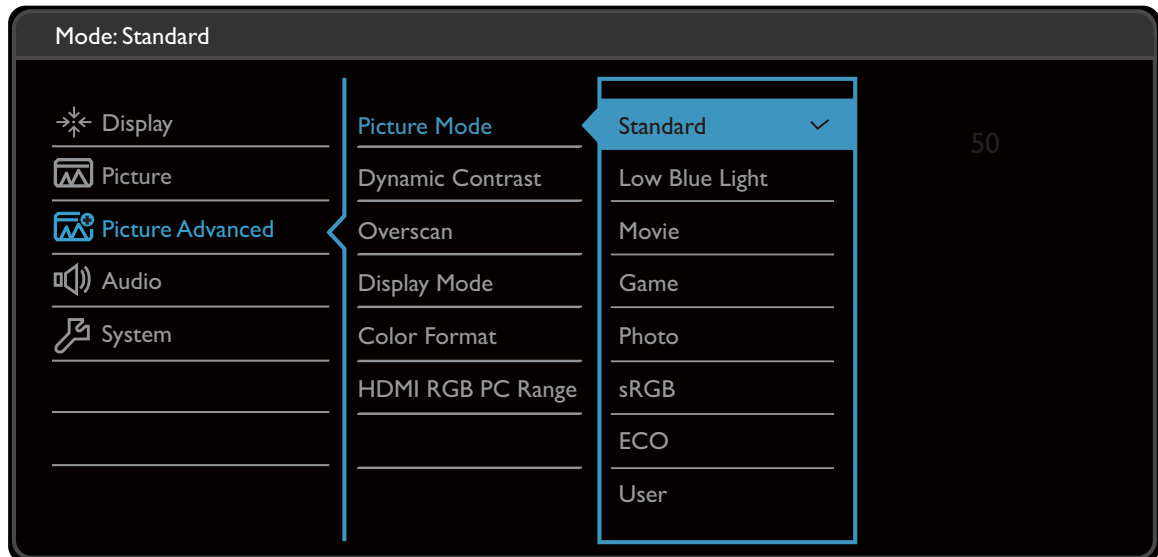 Mode: Standard
Display
Picture
Picture Advanced
Audio
System
Picture Mode
Dynamic Contrast
Overscan
Display Mode
Color Format
HDMI RGB PC Range
Standard
Low Blue Light
Movie
Game
Photo
sRGB
ECO
User
50